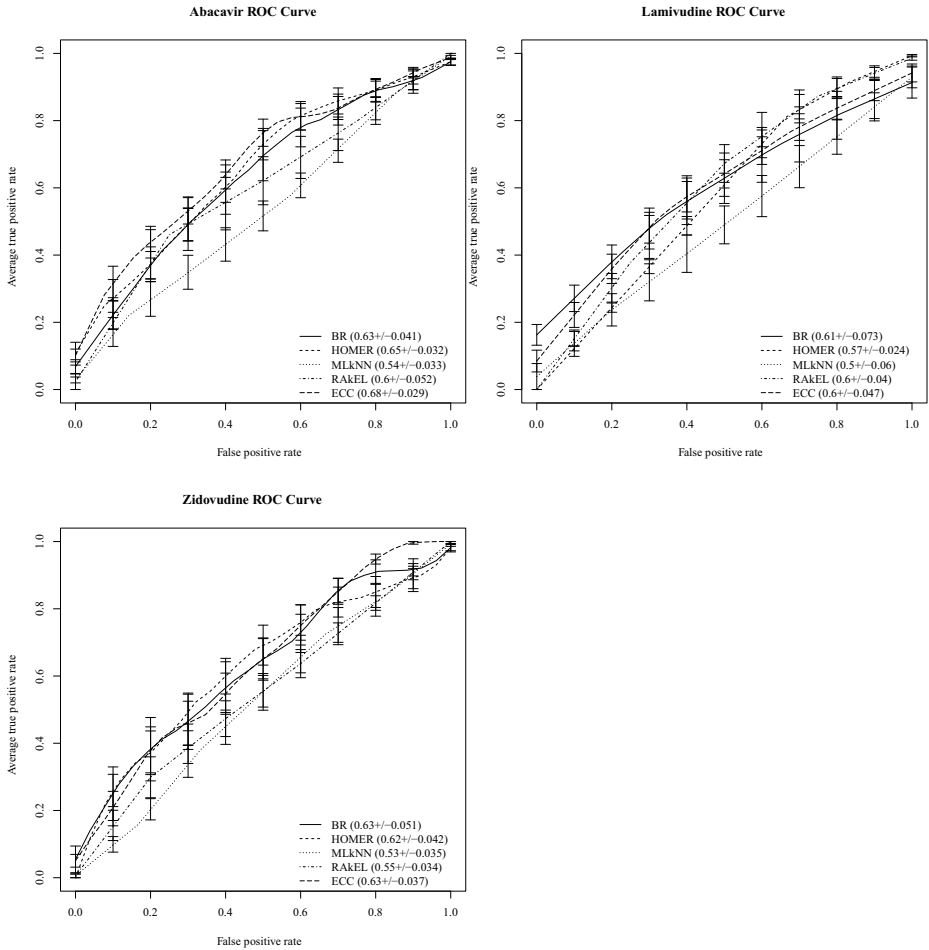 Abacavir ROC Curve
Average true positive rate
0.0 0.2 0.4 0.6 0.8 1.0
BR (0.63+/−0.041)
HOMER (0.65+/−0.032)
MLkNN (0.54+/−0.033)
RAkEL (0.6+/−0.052)
ECC (0.68+/−0.029)
0.0 0.2 0.4 0.6 0.8 1.0
False positive rate
Lamivudine ROC Curve
Average true positive rate
0.0 0.2 0.4 0.6 0.8 1.0
BR (0.61+/−0.073)
HOMER (0.57+/−0.024)
MLkNN (0.5+/−0.06)
RAkEL (0.6+/−0.04)
ECC (0.6+/−0.047)
0.0 0.2 0.4 0.6 0.8 1.0
False positive rate
Zidovudine ROC Curve
Average true positive rate
0.0 0.2 0.4 0.6 0.8 1.0
BR (0.63+/−0.051)
HOMER (0.62+/−0.042)
MLkNN (0.53+/−0.035)
RAkEL (0.55+/−0.034)
ECC (0.63+/−0.037)
0.0 0.2 0.4 0.6 0.8 1.0
False positive rate